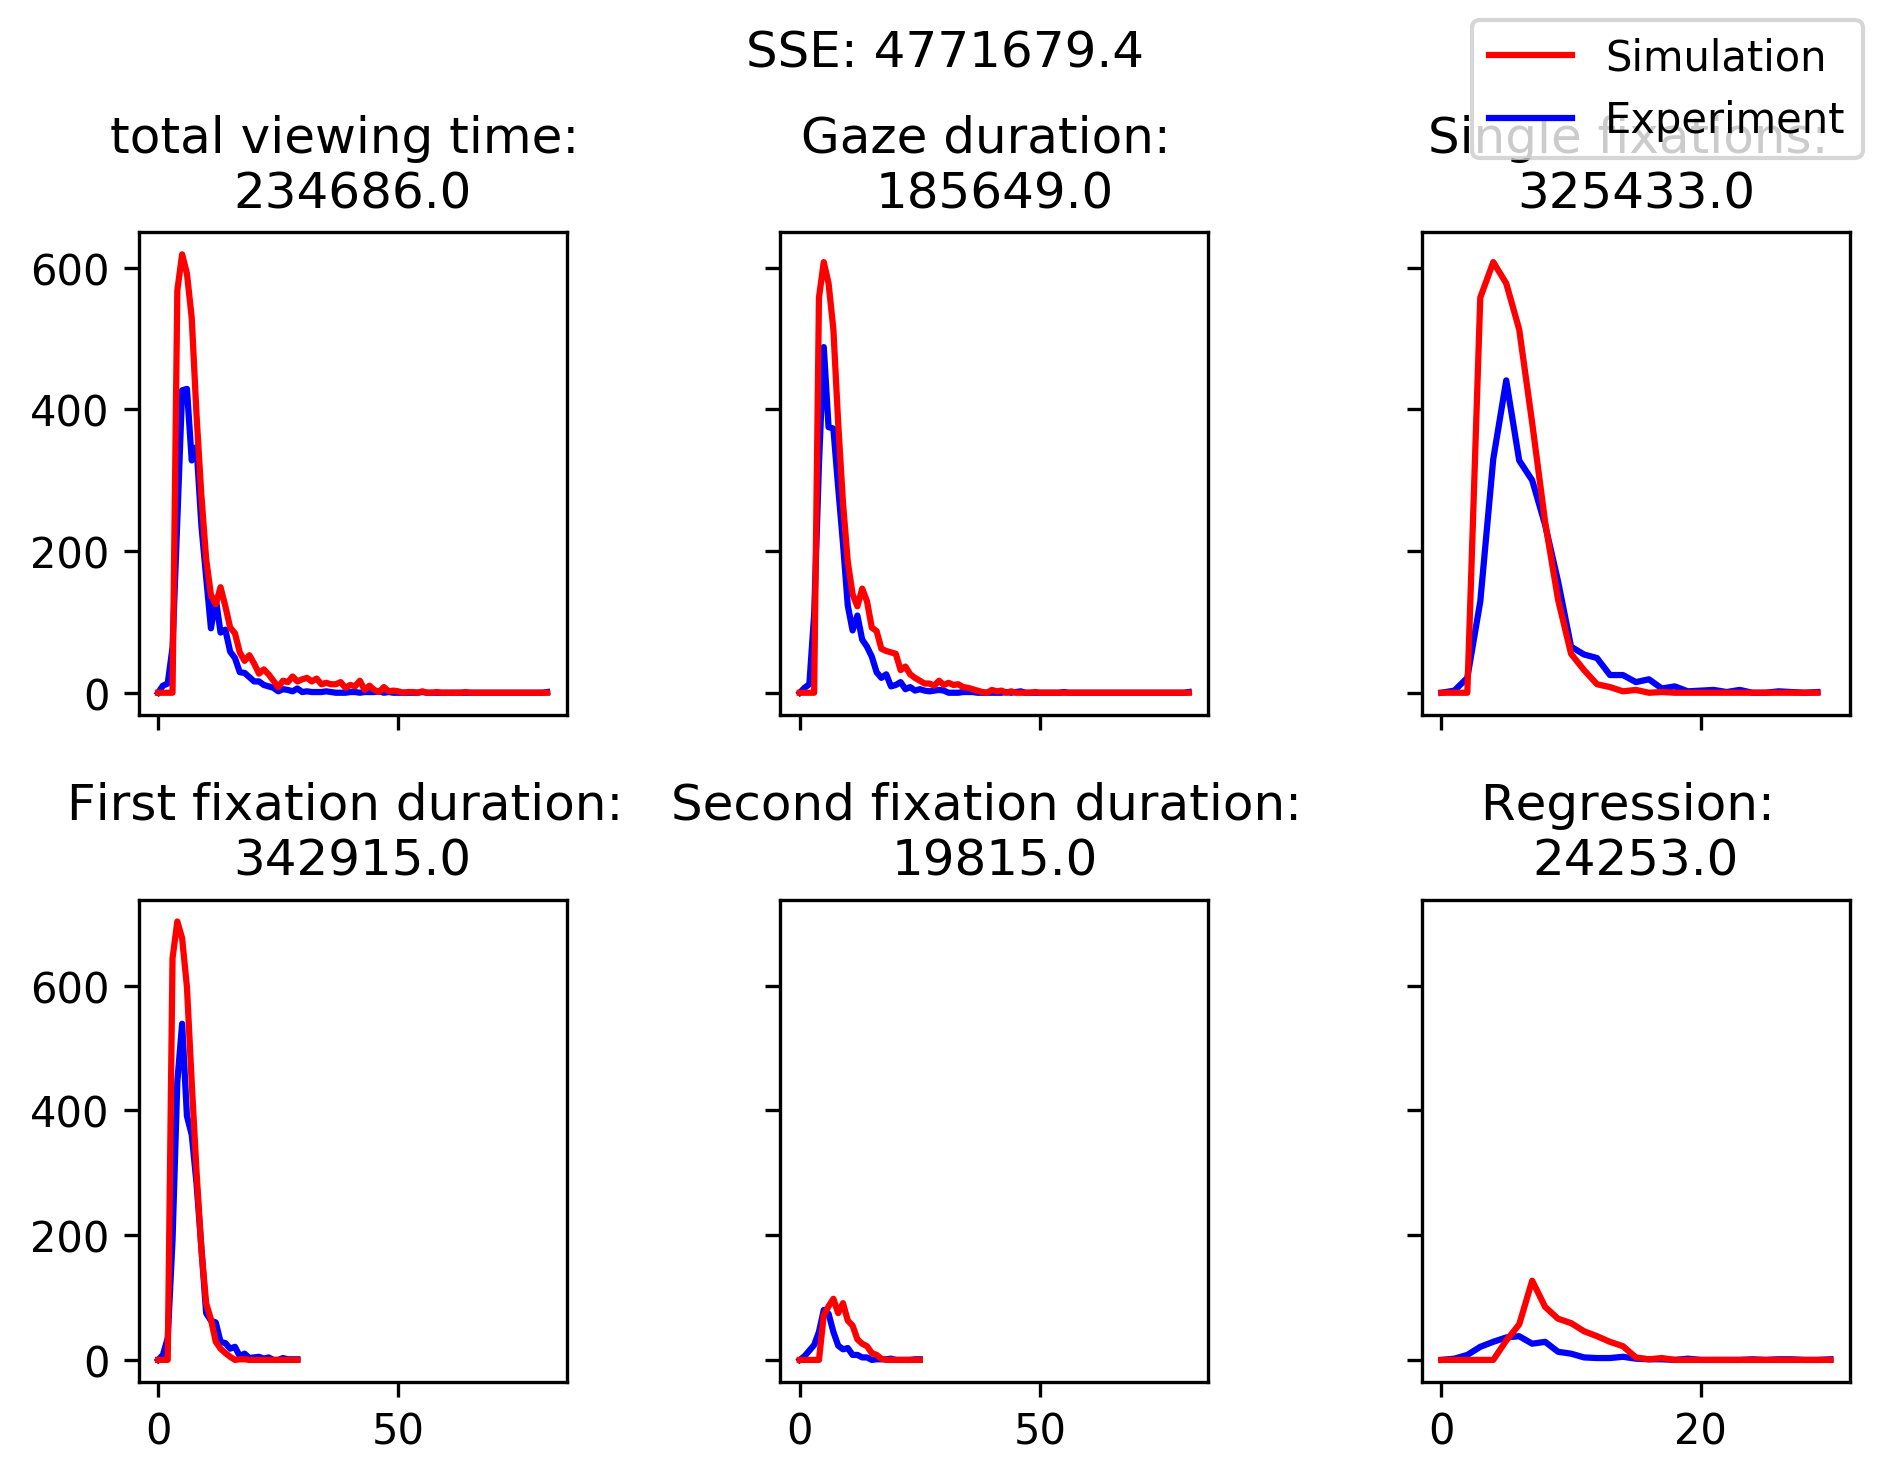 SSE: 4771679.4
Simulation
Experiment
total viewing time:
234686.0
Gaze duration:
185649.0
Single fixations:
325433.0
600
400
200
0
First fixation duration:
342915.0
Second fixation duration:
19815.0
Regression:
24253.0
600
400
200
0
0
50
0
50
0
20